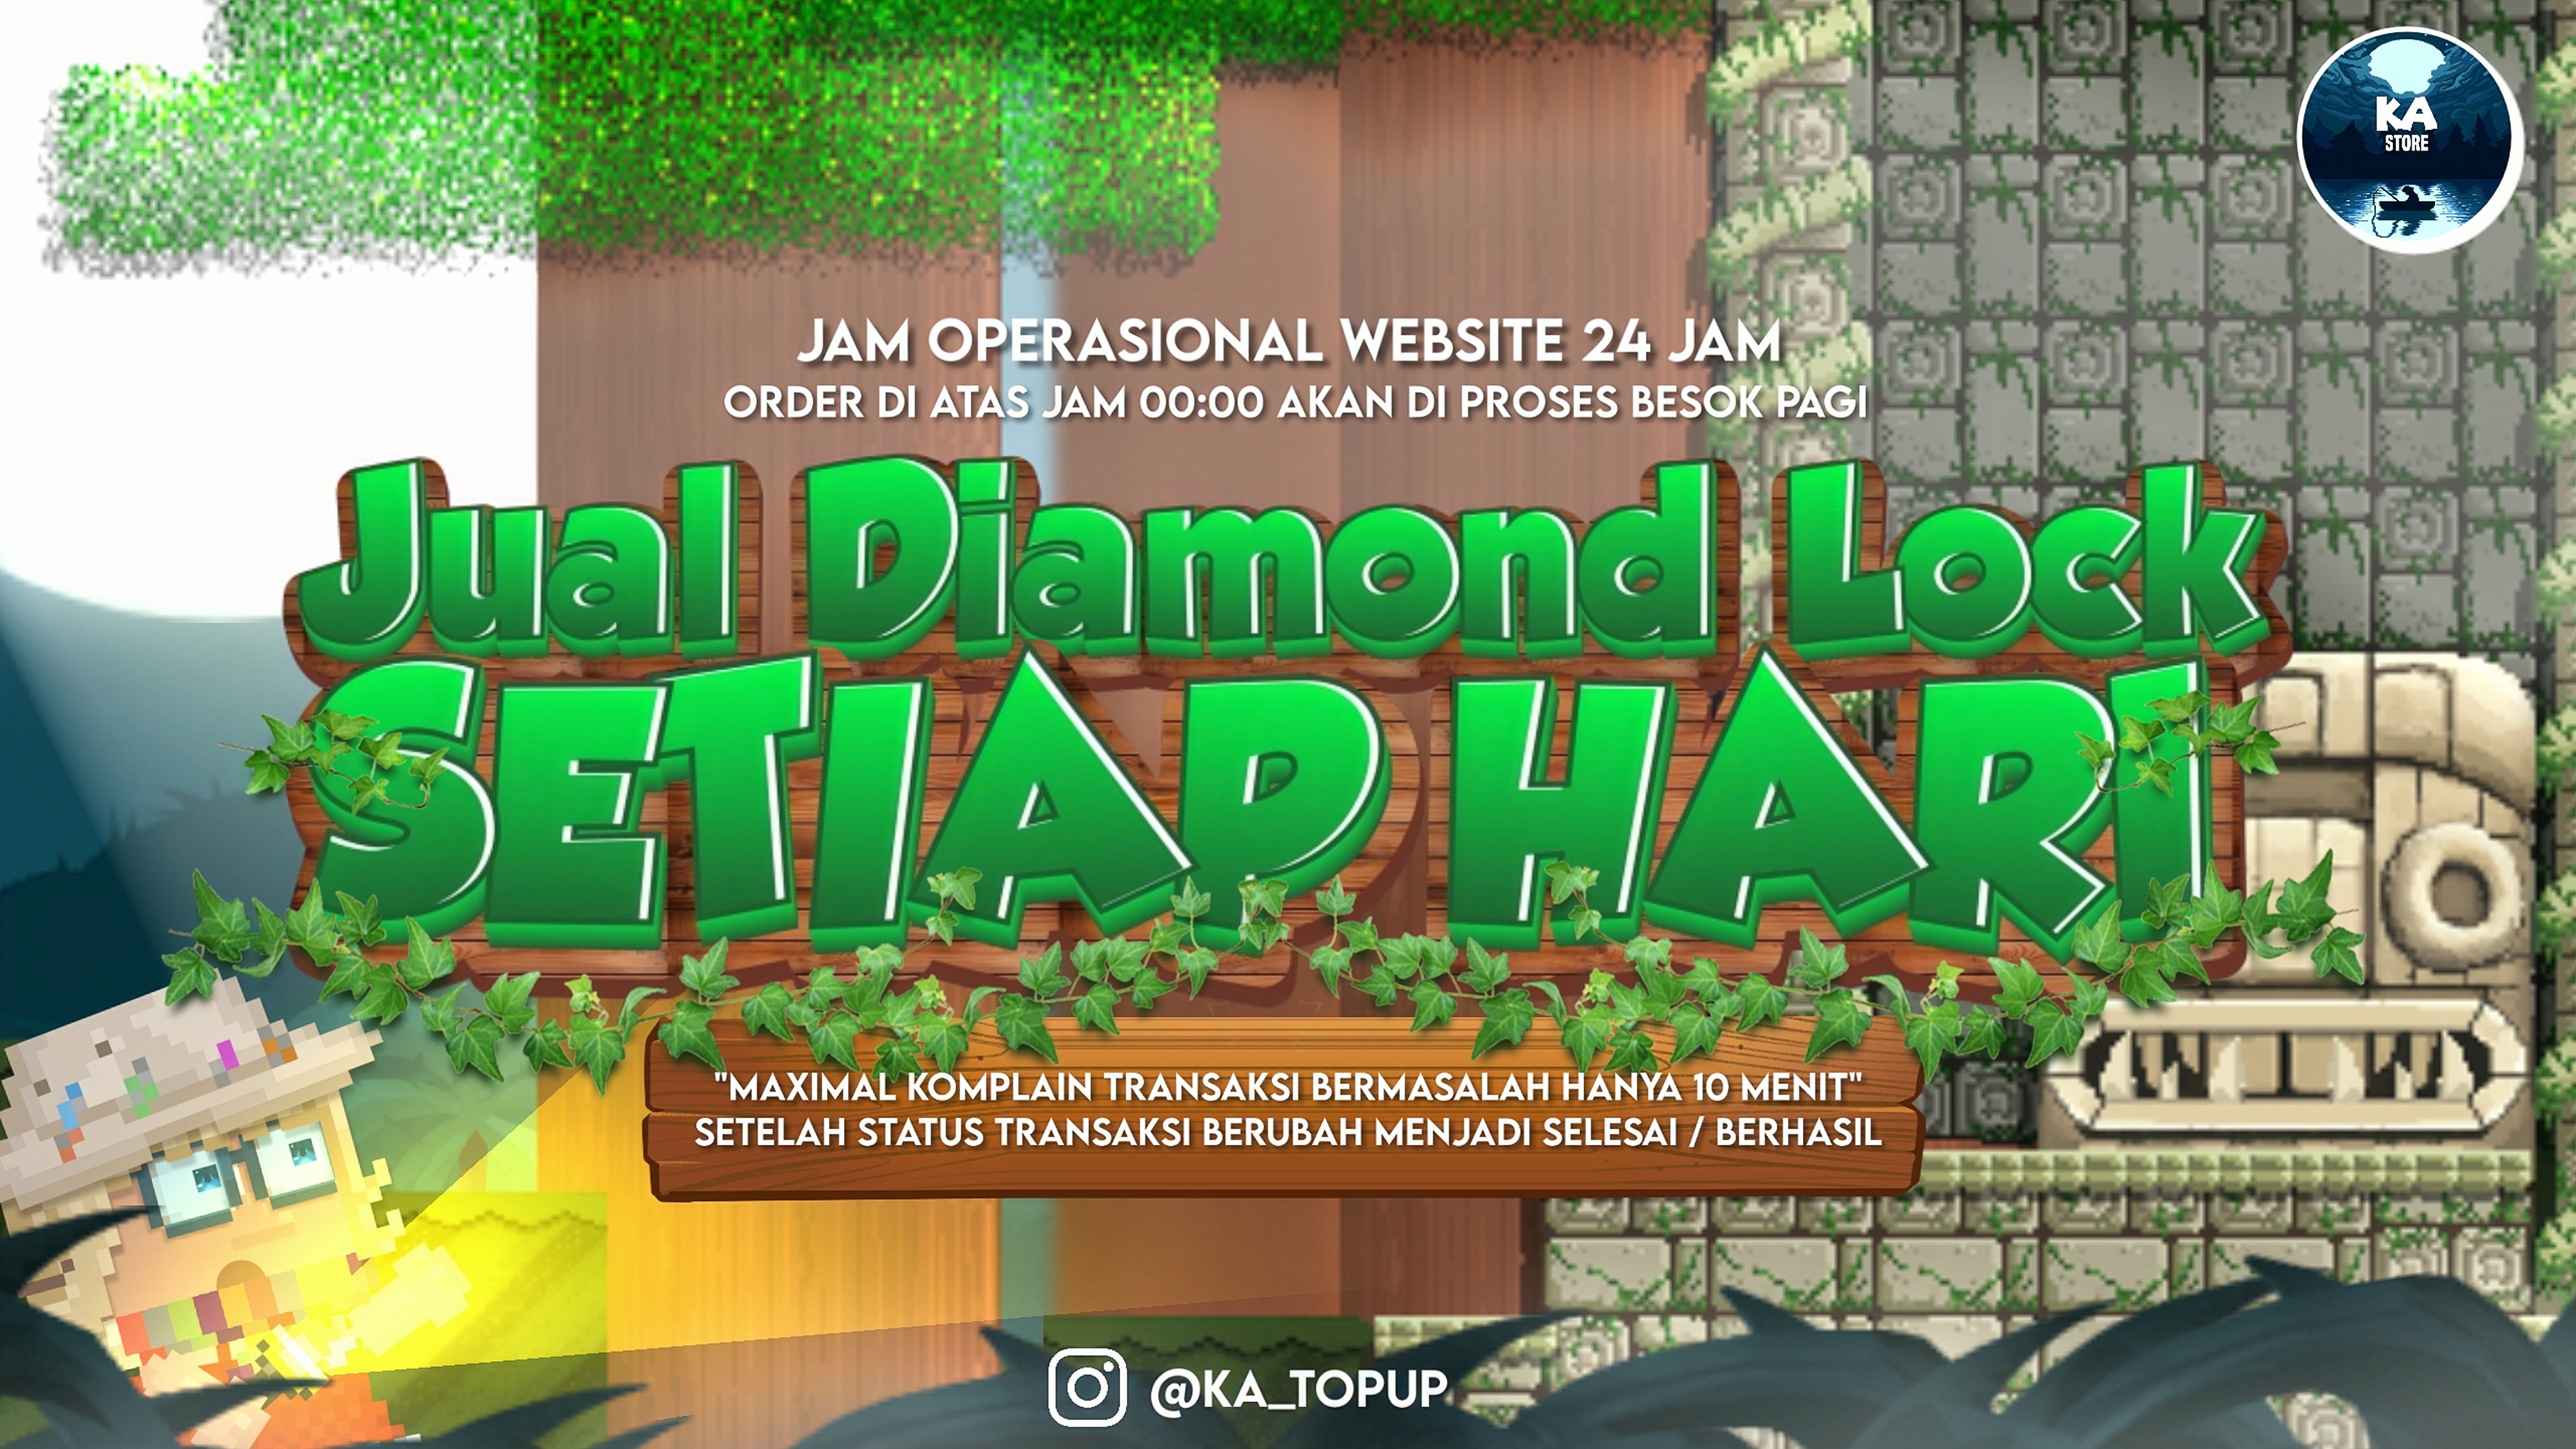 KA
STORE
JAM OPERASIONAL WEBSITE 24 JAM
ORDER DI ATAS JAM 00:00 AKAN DI PROSES BESOK PAGI
Jual Diamond Lock
SETIAP HARI
"MAXIMAL KOMPLAIN TRANSAKSI BERMASALAH HANYA 10 MENIT"
SETELAH STATUS TRANSAKSI BERUBAH MENJADI SELESAI / BERHASIL
@KA_TOPUP